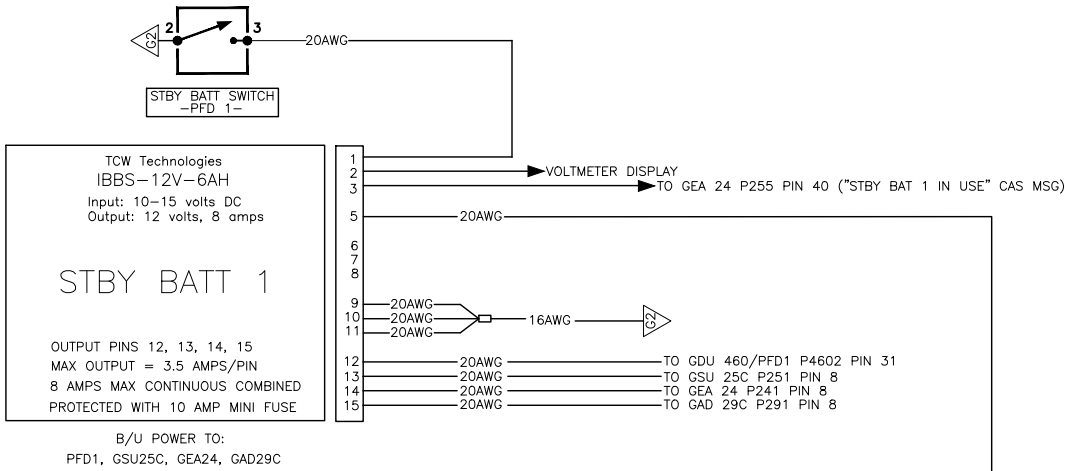 2 3
G2
20AWG
STBY BATT SWITCH
-PFD 1-
TCW Technologies
IBBS-12V-6AH
Input: 10-15 volts DC
Output: 12 volts, 8 amps
STBY BATT 1
OUTPUT PINS 12, 13, 14, 15
MAX OUTPUT = 3.5 AMPS/PIN
8 AMPS MAX CONTINUOUS COMBINED
PROTECTED WITH 10 AMP MINI FUSE
B/U POWER TO:
PFD1, GSU25C, GEA24, GAD29C
1
2 VOLTMETER DISPLAY
3 TO GEA 24 P255 PIN 40 ("STBY BAT 1 IN USE" CAS MSG)
5 20AWG
6
7
8
9 20AWG
10 20AWG 16AWG G2
11 20AWG
12 20AWG TO GDU 460/PFD1 P4602 PIN 31
13 20AWG TO GSU 25C P251 PIN 8
14 20AWG TO GEA 24 P241 PIN 8
15 20AWG TO GAD 29C P291 PIN 8